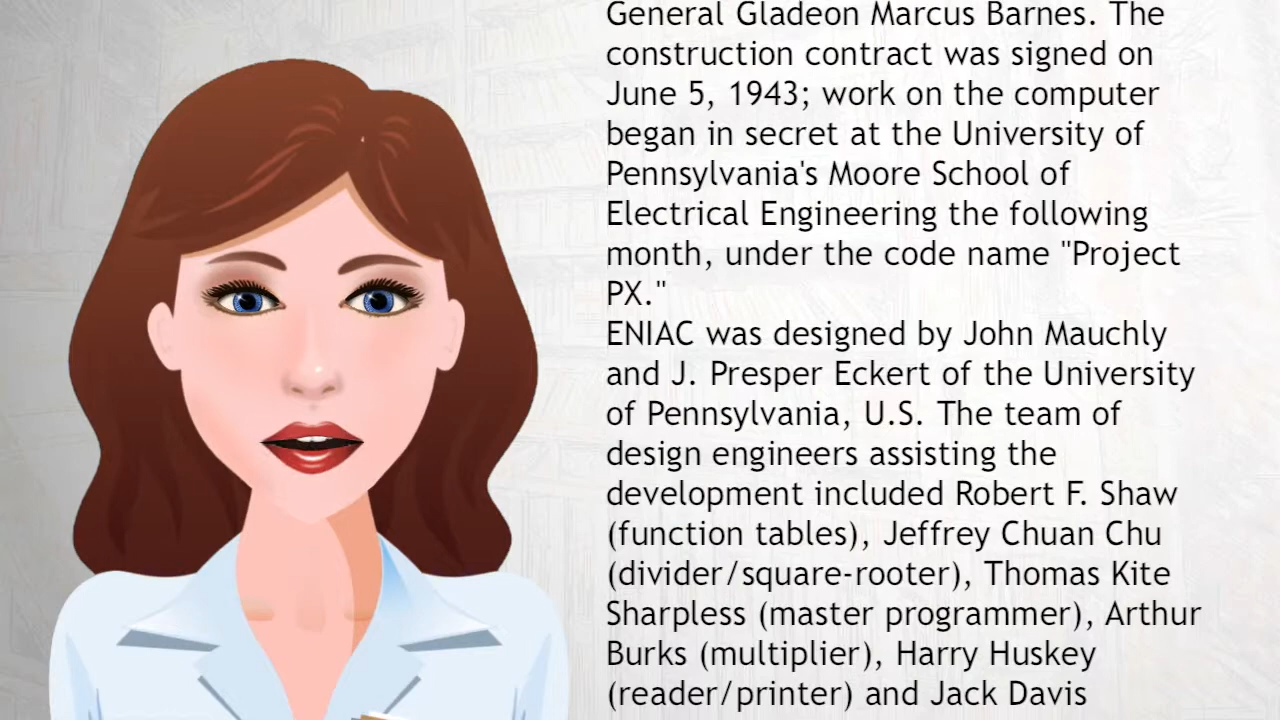 General Gladeon Marcus Barnes. The
construction contract was signed on
June 5, 1943; work on the computer
began in secret at the University of
Pennsylvania's Moore School of
Electrical Engineering the following
month, under the code name "Project
PX."
ENIAC was designed by John Mauchly
and J. Presper Eckert of the University
of Pennsylvania, U.S. The team of
design engineers assisting the
development included Robert F. Shaw
(function tables), Jeffrey Chuan Chu
(divider/square-rooter), Thomas Kite
Sharpless (master programmer), Arthur
Burks (multiplier), Harry Huskey
(reader/printer) and Jack Davis